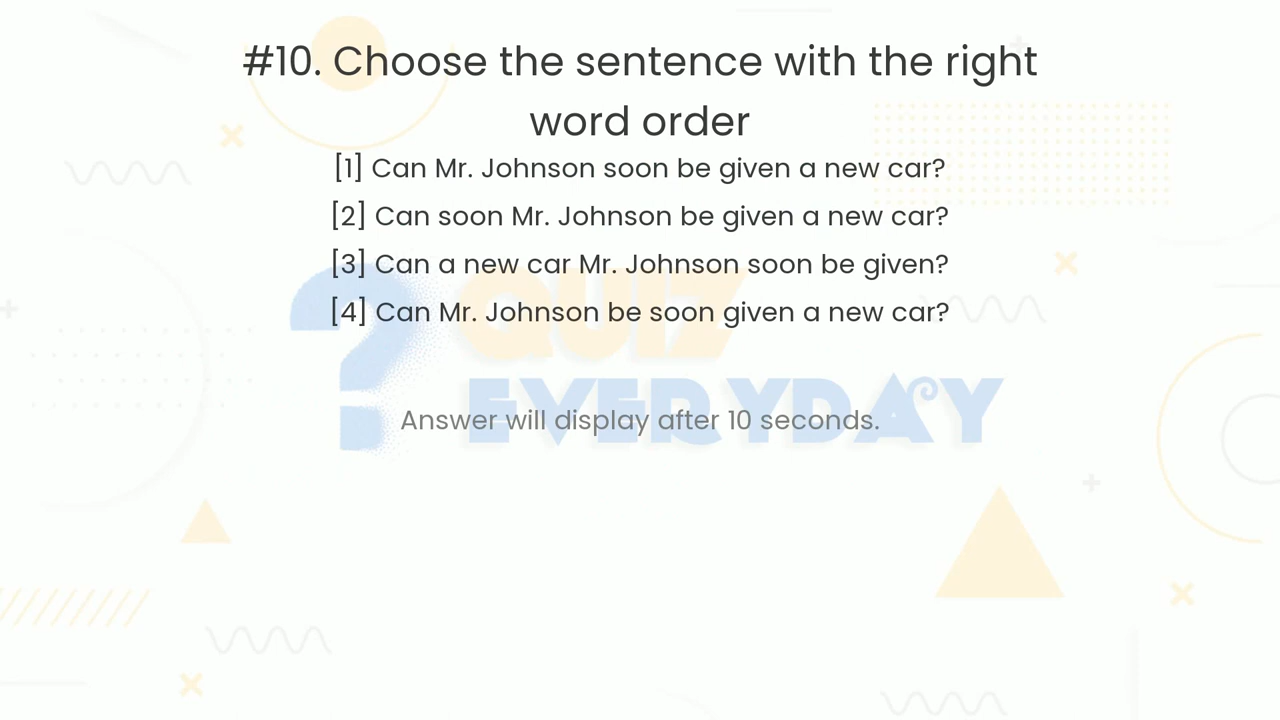 #10. Choose the sentence with the right
word order
[1] Can Mr. Johnson soon be given a new car?
[2] Can soon Mr. Johnson be given a new car?
[3] Can a new car Mr. Johnson soon be given?
[4] Can Mr. Johnson be soon given a new car?
QUIZ
EVERYDAY
Answer will display after 10 seconds.